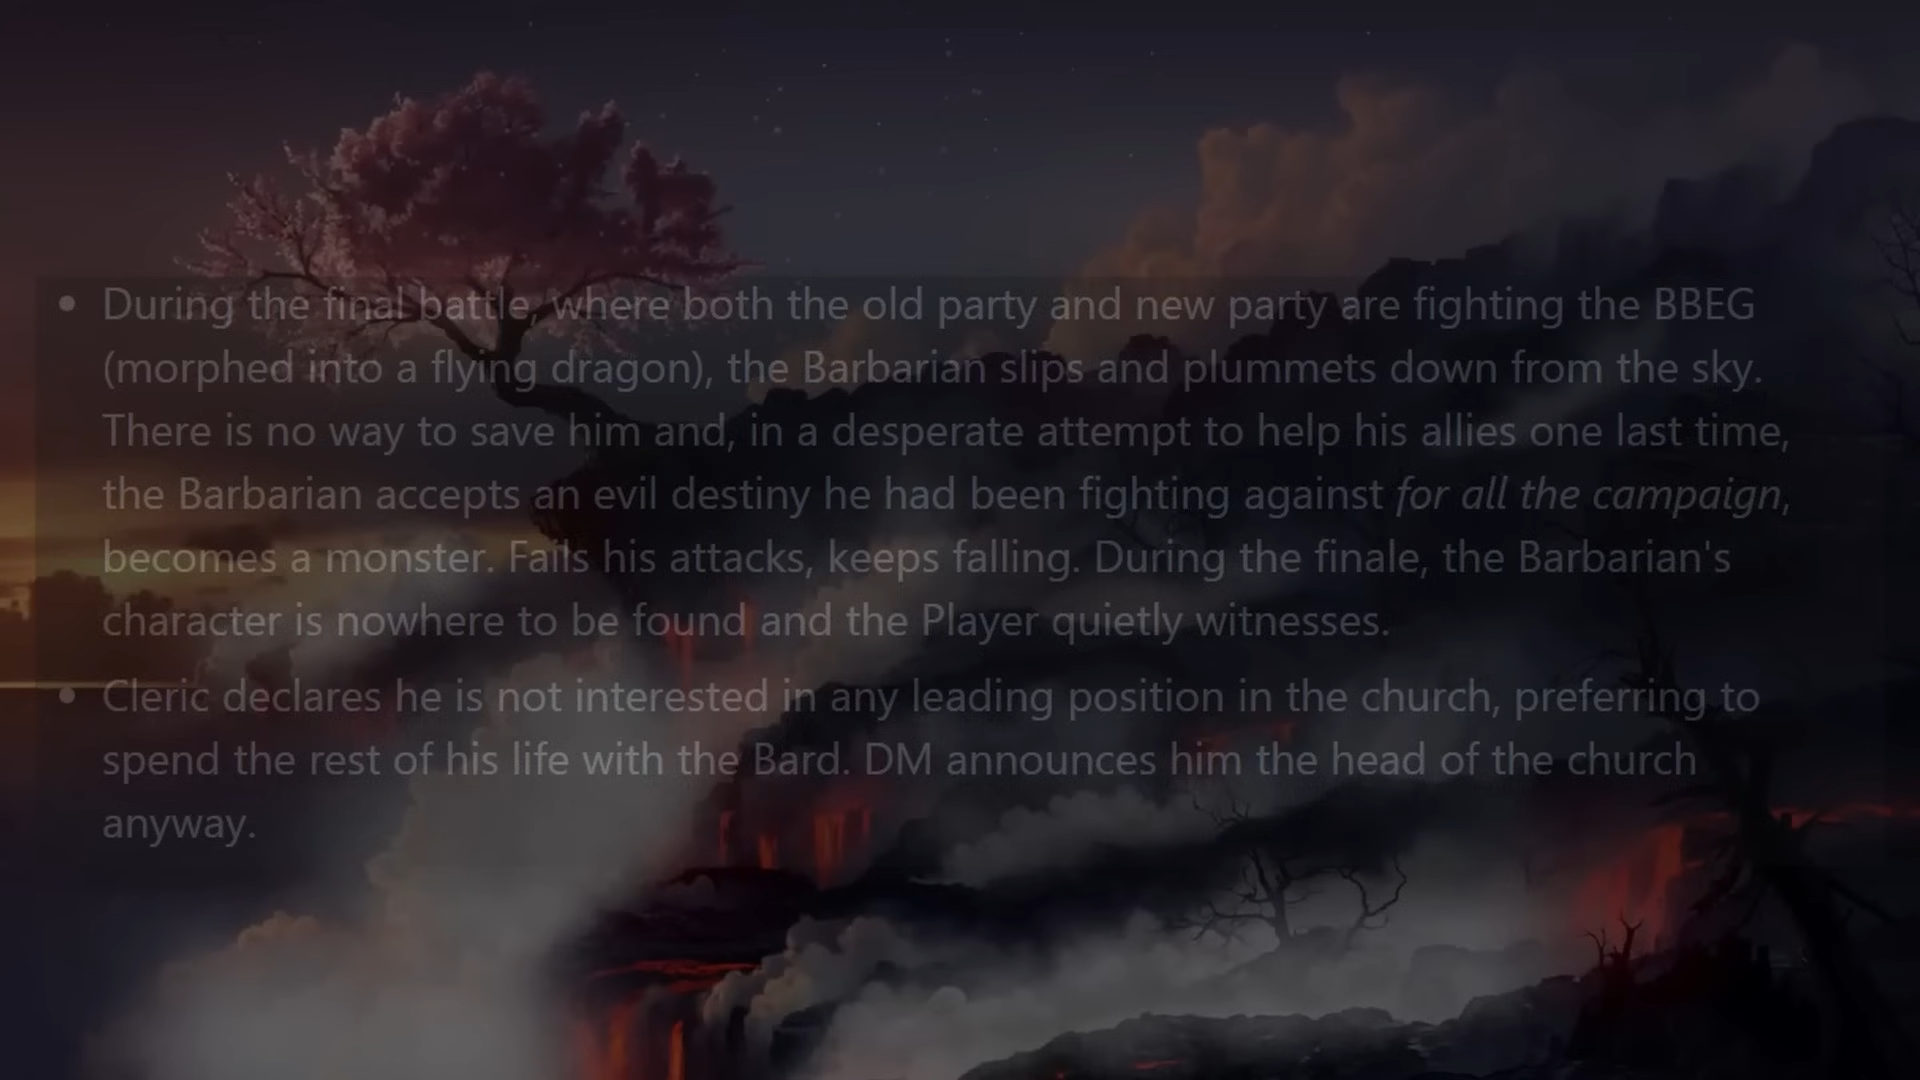 • During the final battle, where both the old party and new party are fighting the BBEG
(morphed into a flying dragon), the Barbarian slips and plummets down from the sky.
There is no way to save him and, in a desperate attempt to help his allies one last time,
the Barbarian accepts an evil destiny he had been fighting against for all the campaign,
becomes a monster. Fails his attacks, keeps falling. During the finale, the Barbarian's
character is nowhere to be found and the Player quietly witnesses.
• Cleric declares he is not interested in any leading position in the church, preferring to
spend the rest of his life with the Bard. DM announces him the head of the church
anyway.